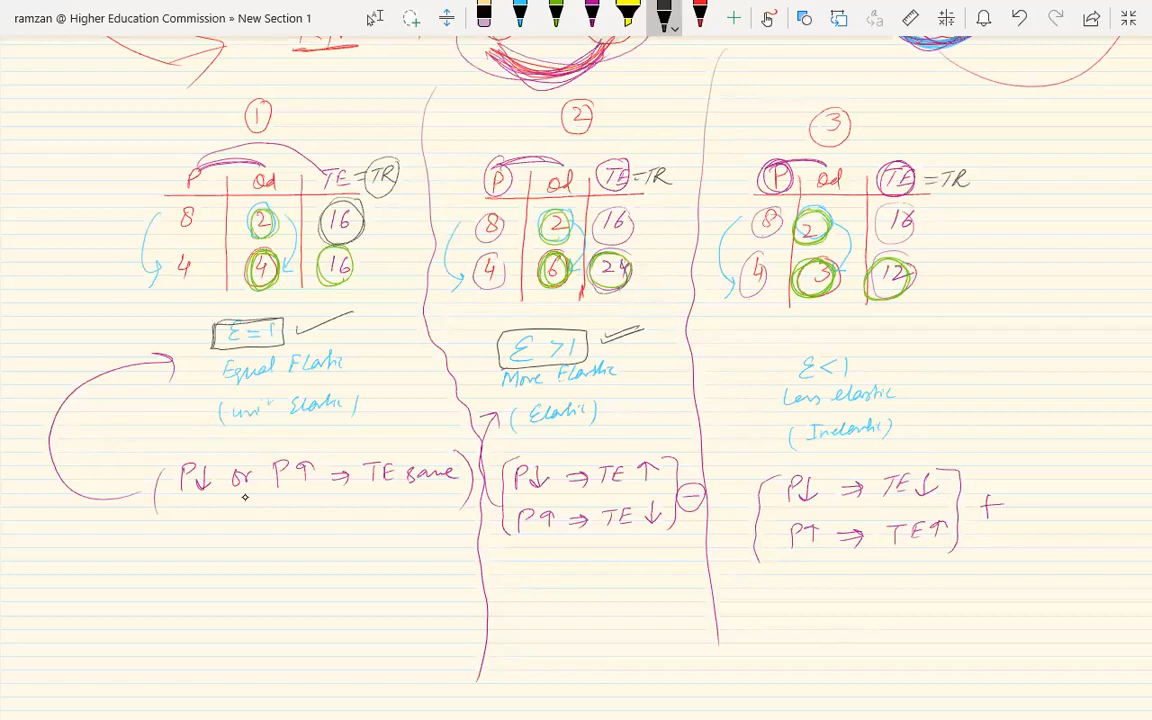 ramzan @ Higher Education Commission » New Section 1
1
P Qd TE = TR
8 2 16
4 4 16
ε = 1
Equal Elastic
(unit Elastic)
(P↓ or P↑ ⇒ TE same)
2
P Qd TE = TR
8 2 16
4 6 24
ε > 1
More Elastic
(Elastic)
P↓ ⇒ TE ↑
P↑ ⇒ TE ↓
−
3
P Qd TE = TR
8 2 16
4 3 12
ε < 1
Less elastic
(Inelastic)
P↓ ⇒ TE↓
P↑ ⇒ TE↑
+